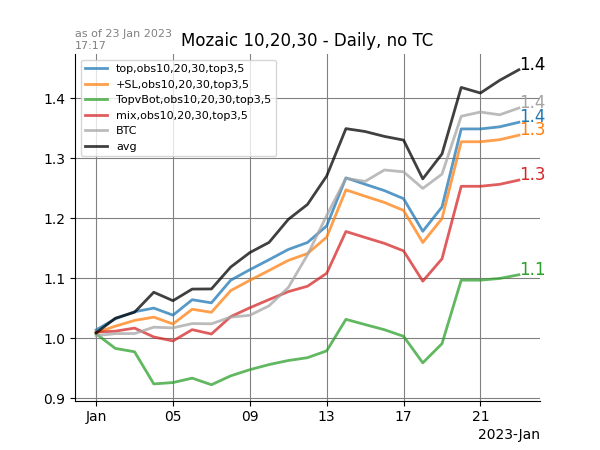 as of 23 Jan 2023
17:17
Mozaic 10,20,30 - Daily, no TC
top,obs10,20,30,top3,5
+SL,obs10,20,30,top3,5
TopvBot,obs10,20,30,top3,5
mix,obs10,20,30,top3,5
BTC
avg
1.4
1.4
1.4
1.3
1.3
1.1
1.4
1.3
1.2
1.1
1.0
0.9
Jan 05 09 13 17 21
2023-Jan